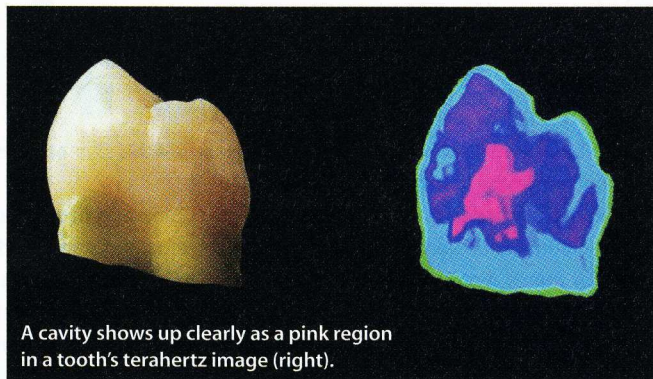 A cavity shows up clearly as a pink region
in a tooth's terahertz image (right).